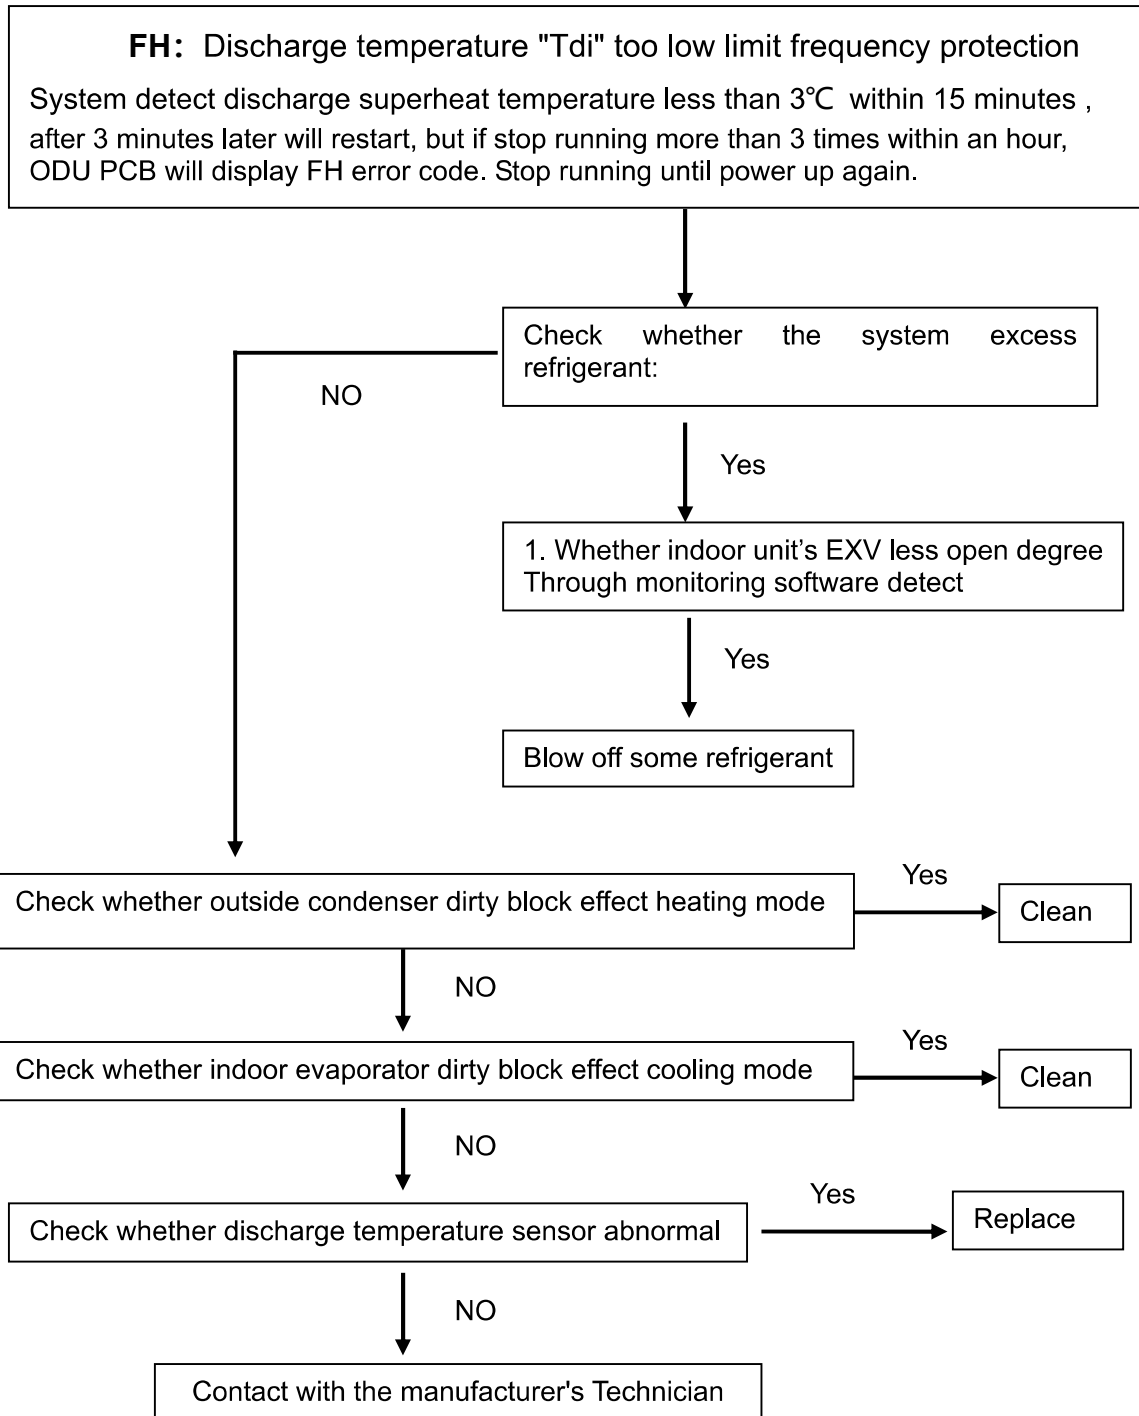 FH: Discharge temperature "Tdi" too low limit frequency protection
System detect discharge superheat temperature less than 3℃ within 15 minutes ,
after 3 minutes later will restart, but if stop running more than 3 times within an hour,
ODU PCB will display FH error code. Stop running until power up again.
Check whether the system excess
refrigerant:
NO
Yes
1. Whether indoor unit’s EXV less open degree
Through monitoring software detect
Yes
Blow off some refrigerant
Check whether outside condenser dirty block effect heating mode
Yes
Clean
NO
Check whether indoor evaporator dirty block effect cooling mode
Yes
Clean
NO
Check whether discharge temperature sensor abnormal
Yes
Replace
NO
Contact with the manufacturer's Technician